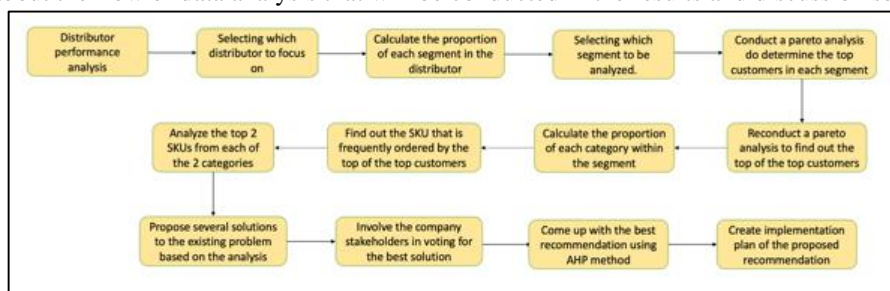 Distributor
performance
analysis
Selecting which
distributor to focus
on
Calculate the proportion
of each segment in the
distributor
Selecting which
segment to be
analyzed.
Conduct a pareto analysis
do determine the top
customers in each segment
Reconduct a pareto
analysis to find out the
top of the top customers
Calculate the proportion
of each category within
the segment
Find out the SKU that is
frequently ordered by the
top of the top customers
Analyze the top 2
SKUs from each of
the 2 categories
Propose several solutions
to the existing problem
based on the analysis
Involve the company
stakeholders in voting for
the best solution
Come up with the best
recommendation using
AHP method
Create implementation
plan of the proposed
recommendation